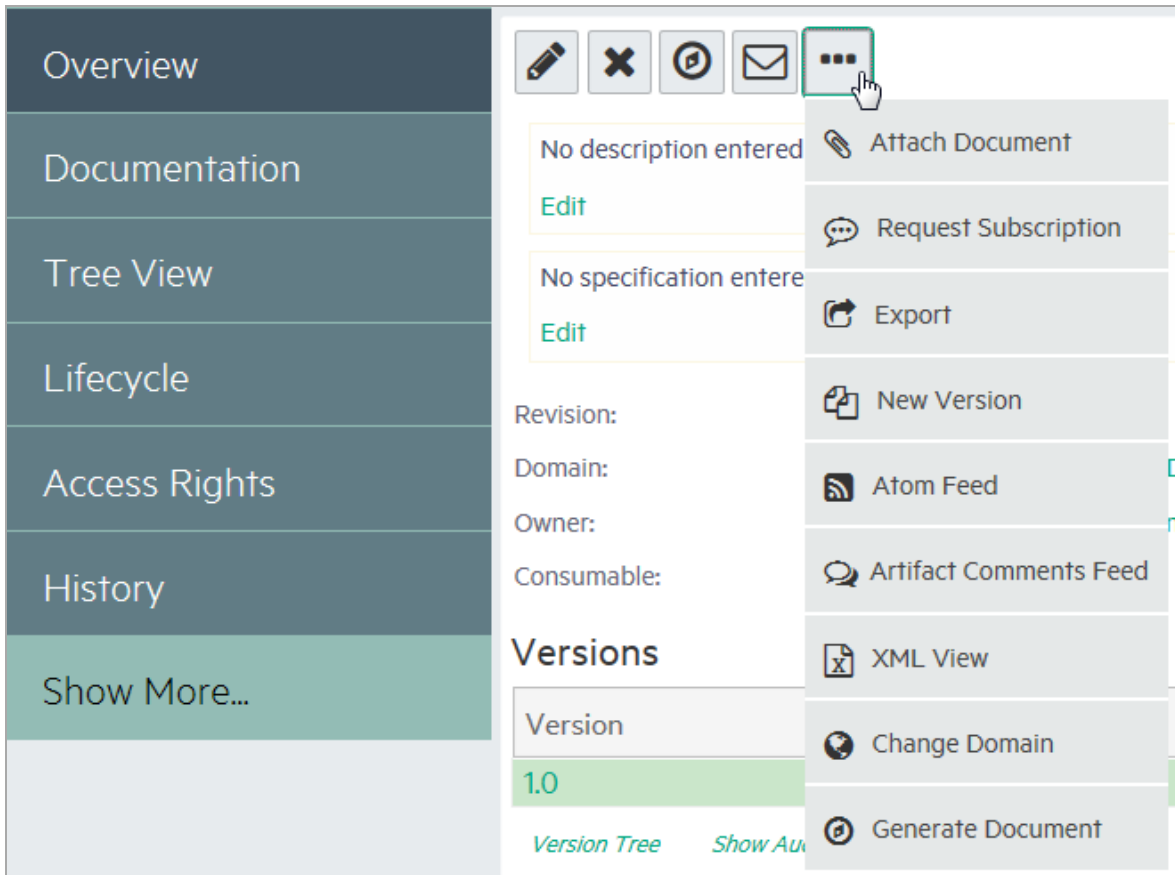 Overview
Documentation
Tree View
Lifecycle
Access Rights
History
Show More...
No description entered
Edit
No specification
Edit
Revision:
Domain:
Owner:
Consumable:
Versions
Version
1.0
Version Tree Show
Attach Document
Request Subscription
Export
New Version
Atom Feed
Artifact Comments Feed
XML View
Change Domain
Generate Document